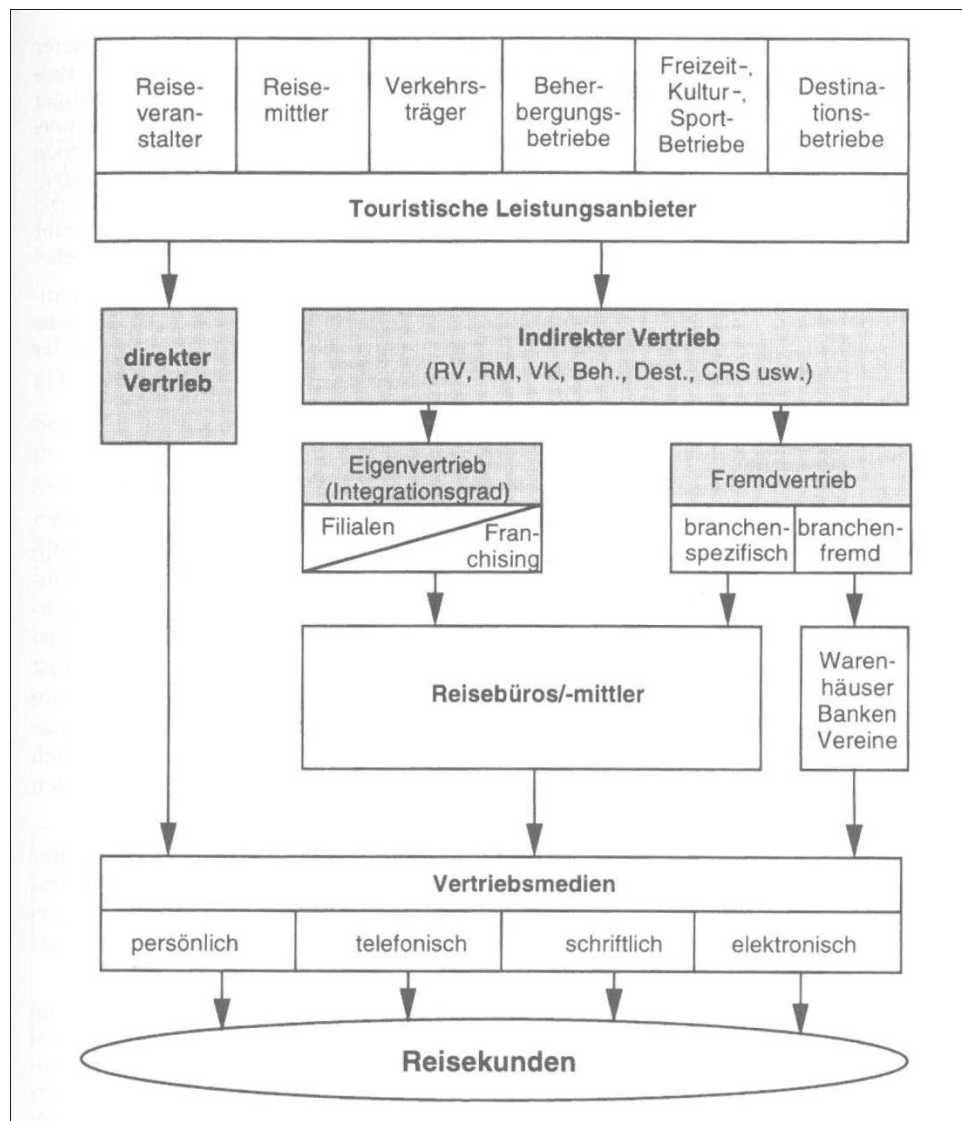 Reise-
veran-
stalter
Reise-
mittler
Verkehrs-
träger
Beher-
bergungs-
betriebe
Freizeit-,
Kultur-,
Sport-
Betriebe
Destina-
tions-
betriebe
Touristische Leistungsanbieter
direkter
Vertrieb
Indirekter Vertrieb
(RV, RM, VK, Beh., Dest., CRS usw.)
Eigenvertrieb
(Integrationsgrad)
Filialen
Fran-
chising
Fremdvertrieb
branchen-
spezifisch
branchen-
fremd
Reisebüros/-mittler
Waren-
häuser
Banken
Vereine
Vertriebsmedien
persönlich
telefonisch
schriftlich
elektronisch
Reisekunden